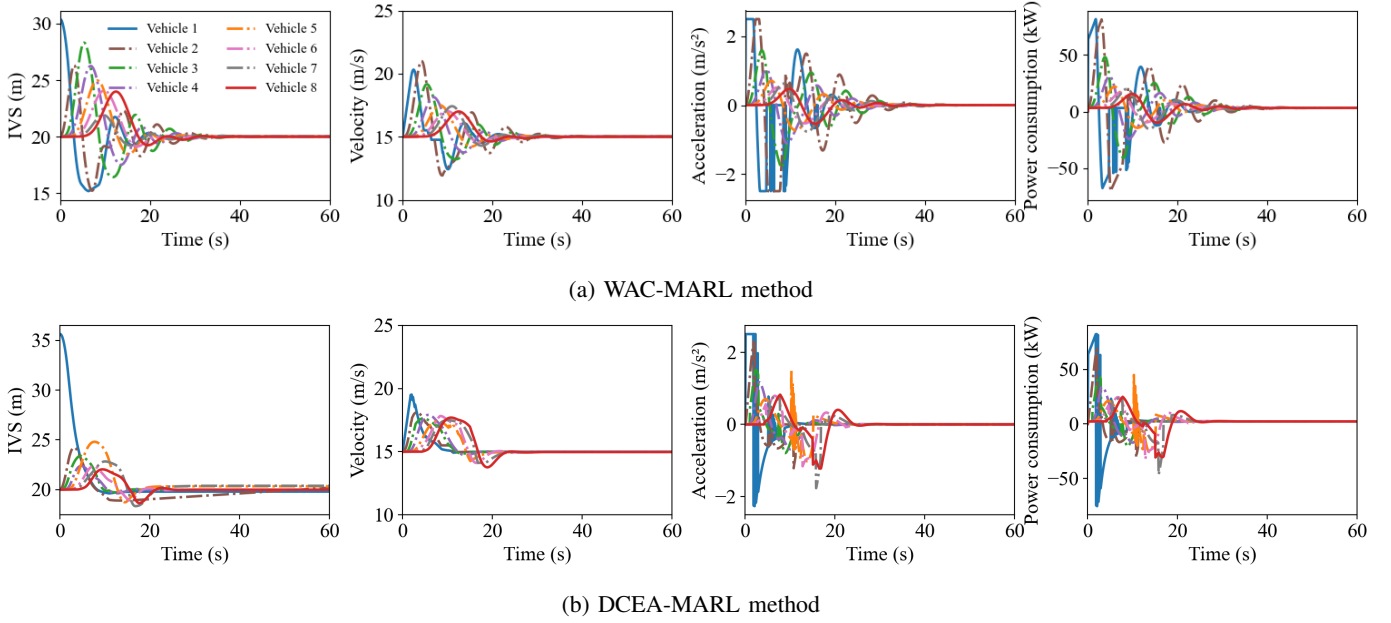 IVS (m)
30
25
20
15
Vehicle 1
Vehicle 2
Vehicle 3
Vehicle 4
Vehicle 5
Vehicle 6
Vehicle 7
Vehicle 8
0 20 40 60
Time (s)
Velocity (m/s)
25
20
15
10
0 20 40 60
Time (s)
Acceleration (m/s²)
2
0
−2
0 20 40 60
Time (s)
Power consumption (kW)
50
0
−50
0 20 40 60
Time (s)
(a) WAC-MARL method
IVS (m)
35
30
25
20
0 20 40 60
Time (s)
Velocity (m/s)
25
20
15
10
0 20 40 60
Time (s)
Acceleration (m/s²)
2
0
−2
0 20 40 60
Time (s)
Power consumption (kW)
50
0
−50
0 20 40 60
Time (s)
(b) DCEA-MARL method